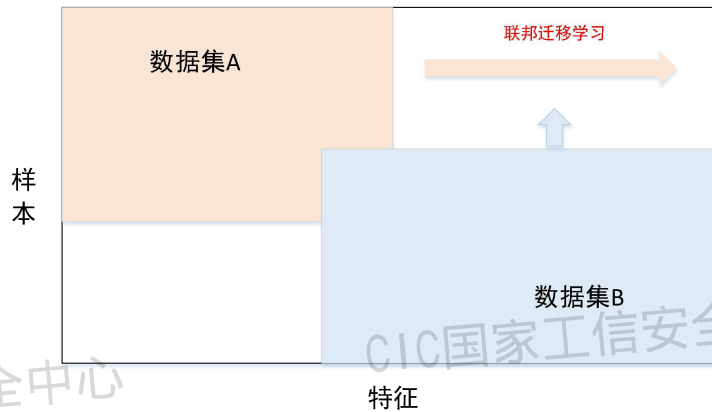 联邦迁移学习
数据集A
样
本
数据集B
CIC国家工信安全
全中心
特征